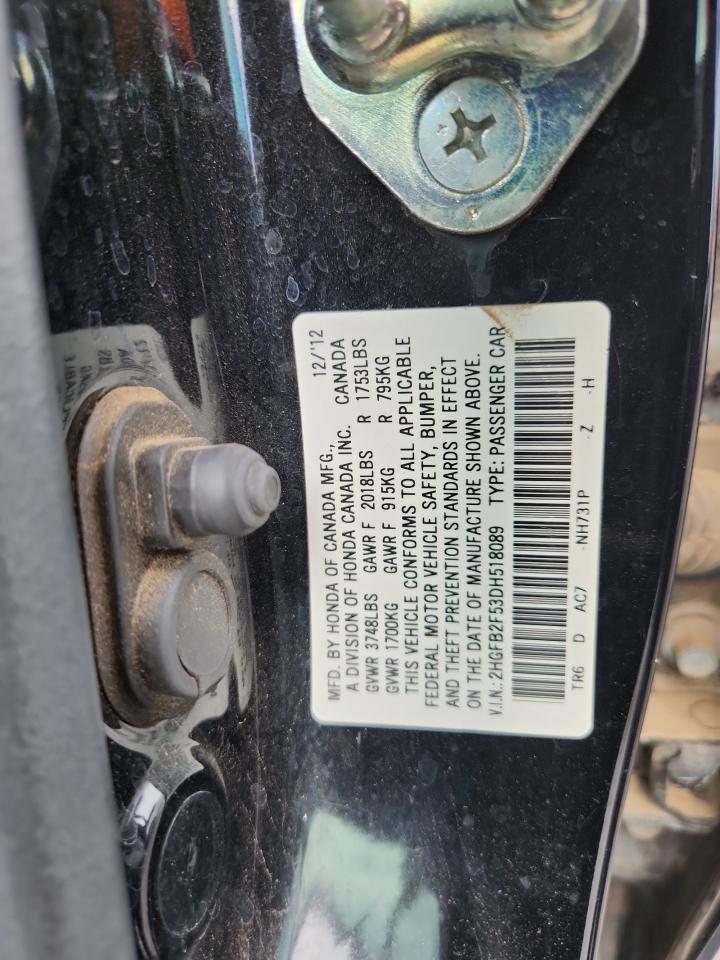 MFD. BY HONDA OF CANADA MFG., 12/'12
A DIVISION OF HONDA CANADA INC. CANADA
GVWR 3748LBS GAWR F 2018LBS R 1753LBS
GVWR 1700KG GAWR F 915KG R 795KG
THIS VEHICLE CONFORMS TO ALL APPLICABLE
FEDERAL MOTOR VEHICLE SAFETY, BUMPER,
AND THEFT PREVENTION STANDARDS IN EFFECT
ON THE DATE OF MANUFACTURE SHOWN ABOVE.
V.I.N.: 2HGFB2F53DH518089 TYPE: PASSENGER CAR
TR6 D AC7 -NH731P -Z -H